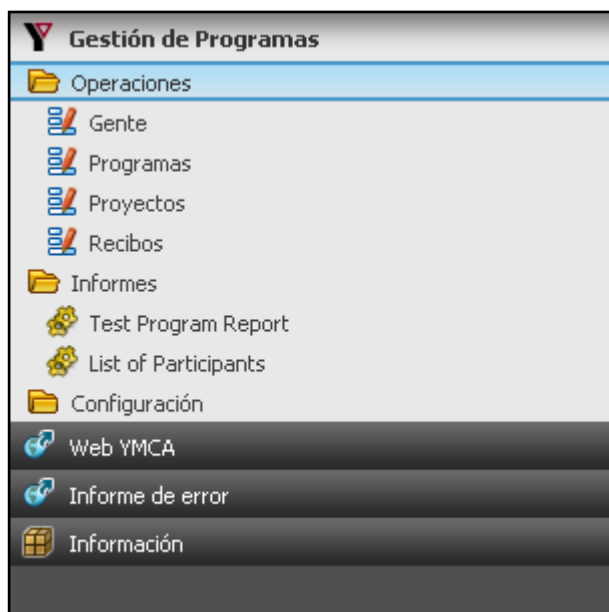 Gestión de Programas
Operaciones
Gente
Programas
Proyectos
Recibos
Informes
Test Program Report
List of Participants
Configuración
Web YMCA
Informe de error
Información